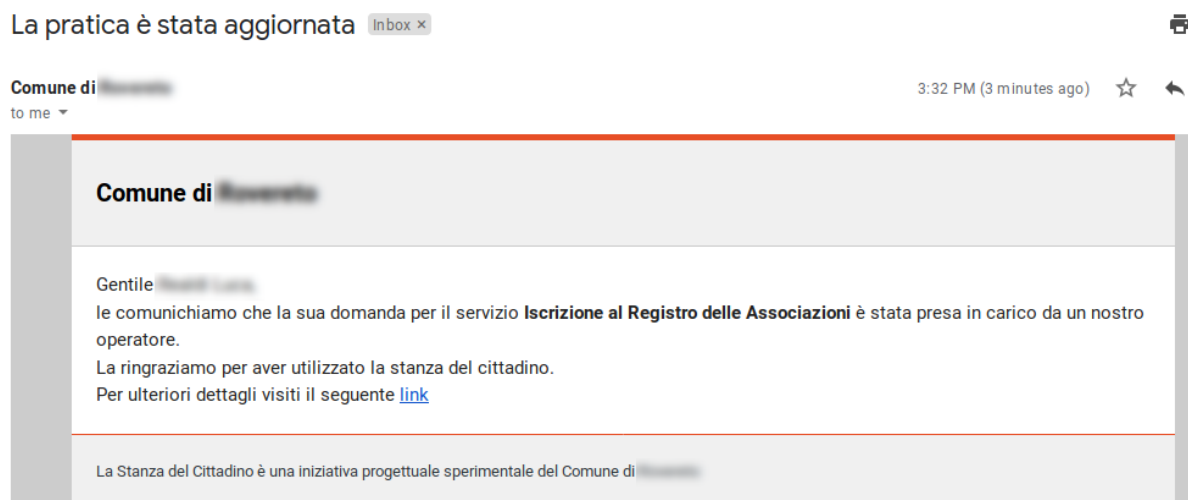 La pratica è stata aggiornata Inbox ×
Comune di
3:32 PM (3 minutes ago)
to me
Comune di
Gentile
le comunichiamo che la sua domanda per il servizio Iscrizione al Registro delle Associazioni è stata presa in carico da un nostro
operatore.
La ringraziamo per aver utilizzato la stanza del cittadino.
Per ulteriori dettagli visiti il seguente link
La Stanza del Cittadino è una iniziativa progettuale sperimentale del Comune di